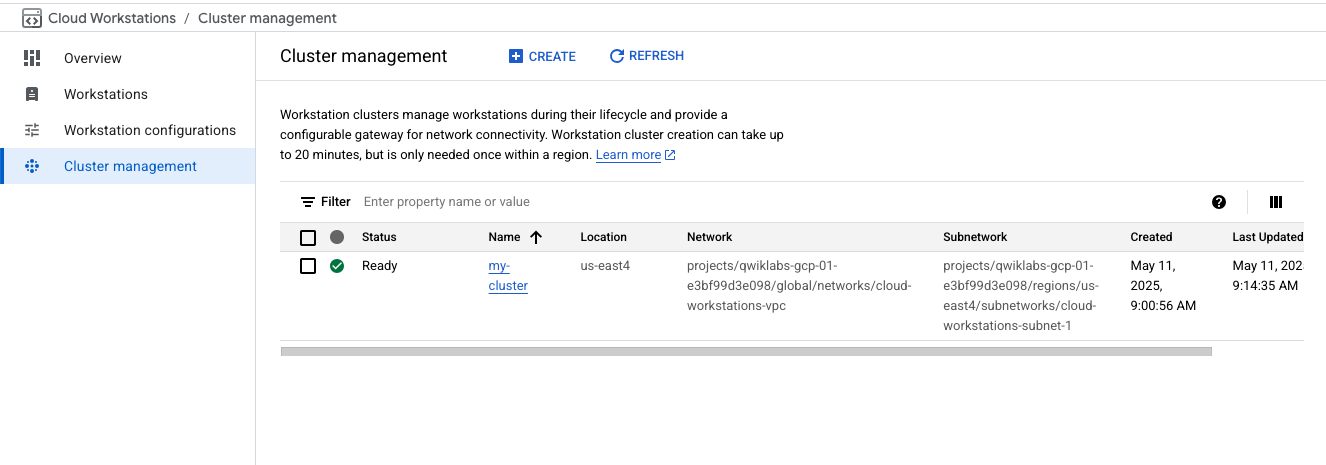 Cloud Workstations / Cluster management
Overview
Workstations
Workstation configurations
Cluster management
Cluster management
CREATE
REFRESH
Workstation clusters manage workstations during their lifecycle and provide a
configurable gateway for network connectivity. Workstation cluster creation can take up
to 20 minutes, but is only needed once within a region. Learn more
Filter Enter property name or value
Status Name Location Network Subnetwork Created Last Updated
Ready
my-
cluster
us-east4
projects/qwiklabs-gcp-01-
e3bf99d3e098/global/networks/cloud-
workstations-vpc
projects/qwiklabs-gcp-01-
e3bf99d3e098/regions/us-
east4/subnetworks/cloud-
workstations-subnet-1
May 11,
2025,
9:00:56 AM
May 11, 202
9:14:35 AM